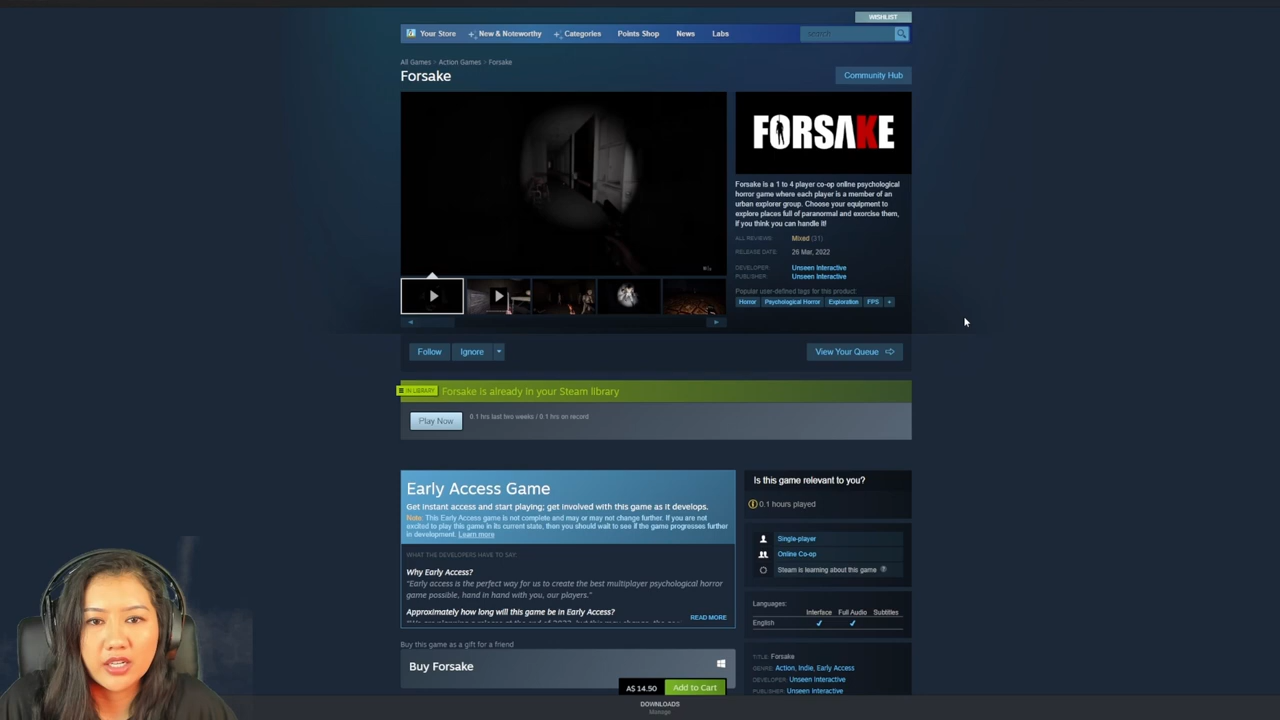 WISHLIST
Your Store
New & Noteworthy
Categories
Points Shop
News
Labs
search
All Games > Action Games > Forsake
Forsake
Community Hub
FORSAKE
Forsake is a 1 to 4 player co-op online psychological
horror game where each player is a member of an
urban explorer group. Choose your equipment to
explore places full of paranormal and exorcise them,
if you think you can handle it!
ALL REVIEWS: Mixed (31)
RELEASE DATE: 26 Mar, 2022
DEVELOPER: Unseen Interactive
PUBLISHER: Unseen Interactive
Popular user-defined tags for this product:
Horror Psychological Horror Exploration FPS +
Follow
Ignore
View Your Queue
IN LIBRARY
Forsake is already in your Steam library
Play Now
0.1 hrs last two weeks / 0.1 hrs on record
Early Access Game
Get instant access and start playing; get involved with this game as it develops.
Note: This Early Access game is not complete and may or may not change further. If you are not
excited to play this game in its current state, then you should wait to see if the game progresses further
in development. Learn more
WHAT THE DEVELOPERS HAVE TO SAY:
Why Early Access?
"Early access is the perfect way for us to create the best multiplayer psychological horror
game possible, hand in hand with you, our players."
Approximately how long will this game be in Early Access?
READ MORE
Buy this game as a gift for a friend
Buy Forsake
A$ 14.50
Add to Cart
Is this game relevant to you?
0.1 hours played
Single-player
Online Co-op
Steam is learning about this game ?
Languages:
Interface Full Audio Subtitles
English ✔ ✔
TITLE: Forsake
GENRE: Action, Indie, Early Access
DEVELOPER: Unseen Interactive
PUBLISHER: Unseen Interactive
DOWNLOADS
Manage